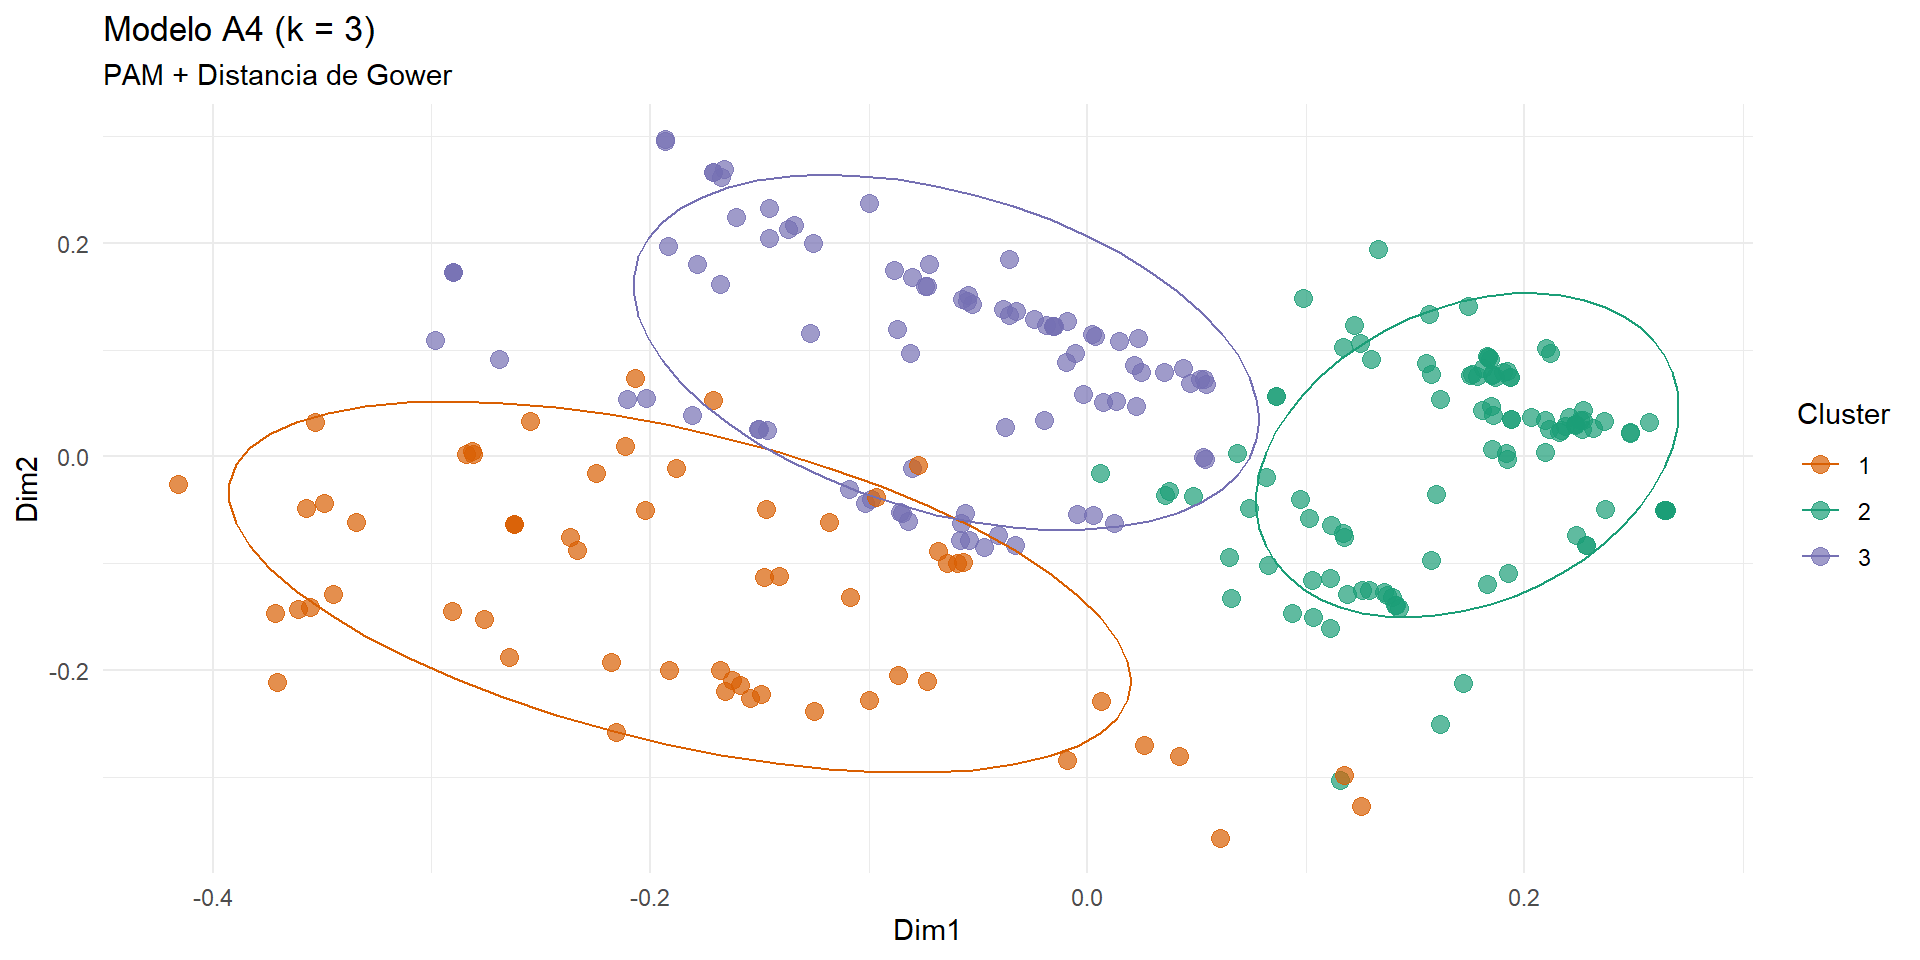 Modelo A4 (k = 3)
PAM + Distancia de Gower
0.2
0.0
-0.2
Dim2
-0.4
-0.2
0.0
0.2
Dim1
Cluster
1
2
3